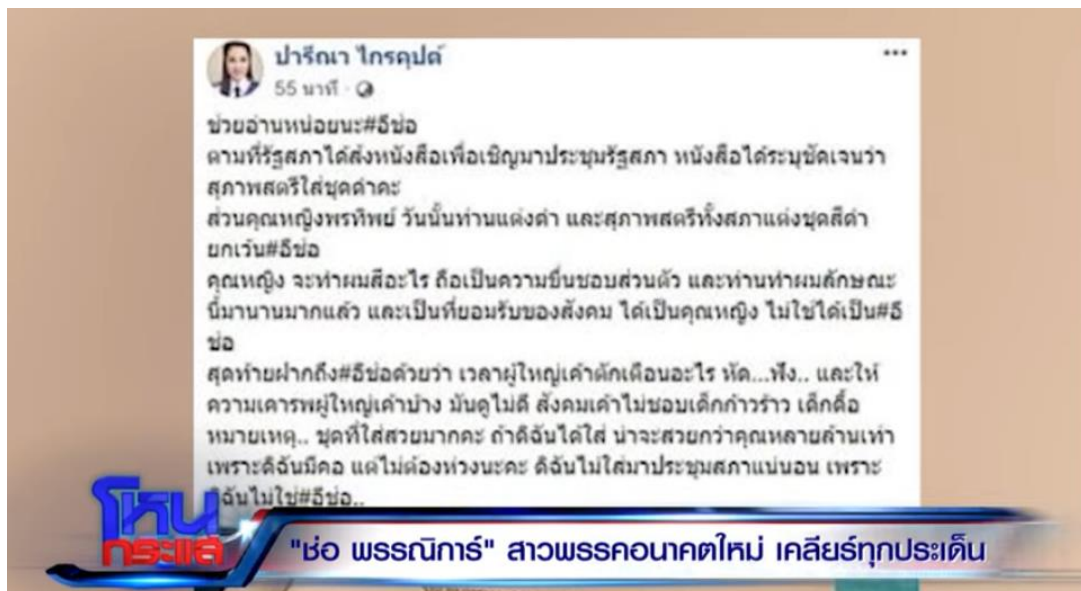 ปารีณา ไกรคุปต์
55 นาที
ช่วยอ่านหน่อยนะ#อีช่อ
ตามที่รัฐสภาได้ส่งหนังสือเพื่อเชิญมาประชุมรัฐสภา หนังสือได้ระบุชัดเจนว่า
สุภาพสตรีใส่ชุดดำคะ
ส่วนคุณหญิงพรทิพย์ วันนั้นท่านแต่งดำ และสุภาพสตรีทั้งสภาแต่งชุดสีดำ
ยกเว้น#อีช่อ
คุณหญิง จะทำผมสีอะไร ถือเป็นความชื่นชอบส่วนตัว และท่านทำผมลักษณะ
นี้มานานมากแล้ว และเป็นที่ยอมรับของสังคม ได้เป็นคุณหญิง ไม่ใช่ได้เป็น#อี
ช่อ
สุดท้ายฝากถึง#อีช่อด้วยว่า เวลาผู้ใหญ่เค้าตักเตือนอะไร หัด...ฟัง.. และให้
ความเคารพผู้ใหญ่เค้าบ้าง มันดูไม่ดี สังคมเค้าไม่ชอบเด็กก้าวร้าว เด็กดื้อ
หมายเหตุ.. ชุดที่ใส่สวยมากคะ ถ้าดิฉันได้ใส่ น่าจะสวยกว่าคุณหลายล้านเท่า
เพราะดิฉันมีคอ แต่ไม่ต้องห่วงนะคะ ดิฉันไม่ใส่มาประชุมสภาแน่นอน เพราะ
ดิฉันไม่ใช่#อีช่อ..
โหนกระแส
"ช่อ พรรณิการ์" สาวพรรคอนาคตใหม่ เคลียร์ทุกประเด็น